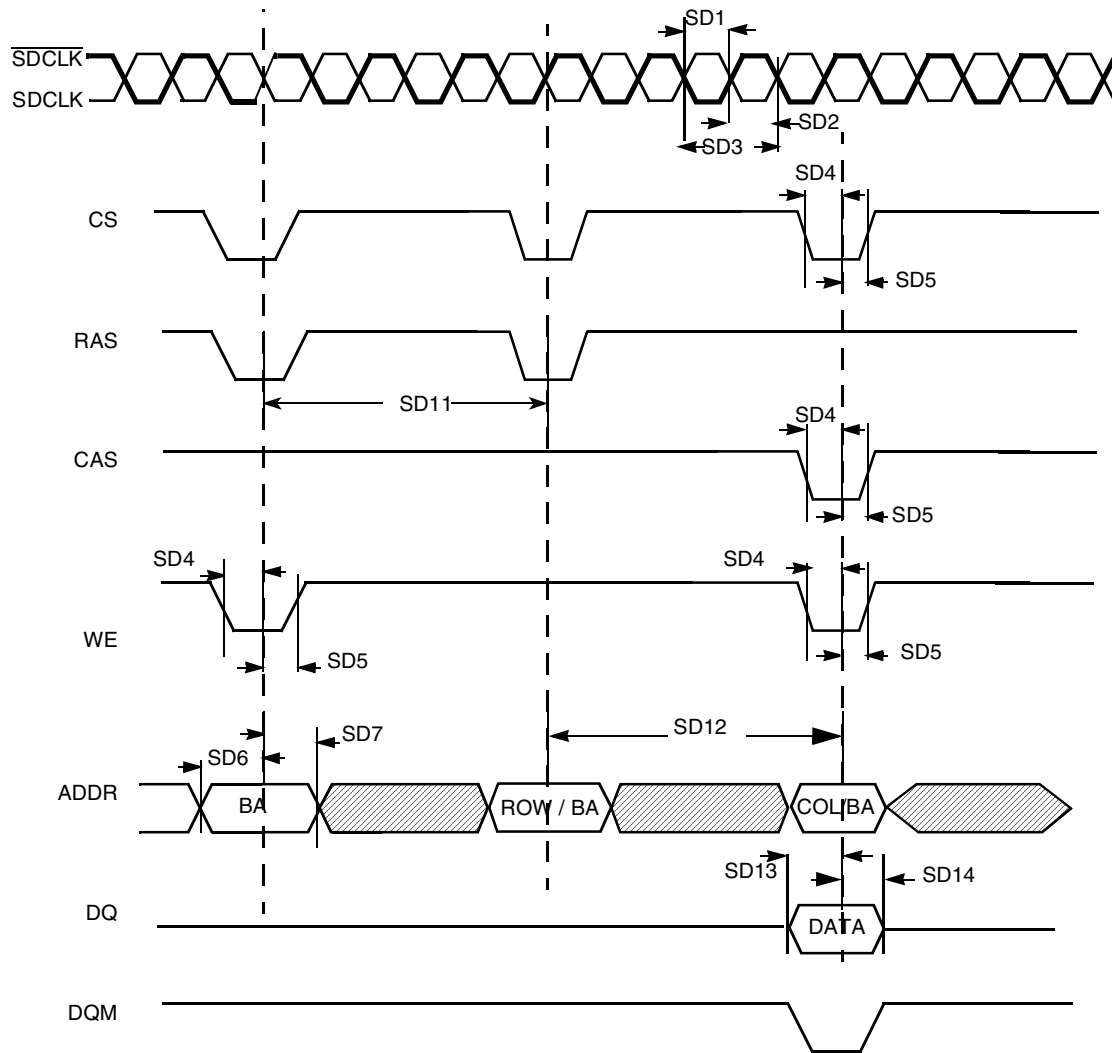 SD1
SDCLK
SDCLK
SD2
SD3
SD4
CS
SD5
RAS
SD11
SD4
CAS
SD5
SD4
SD4
WE
SD5
SD5
SD12
SD7
SD6
ADDR
BA
ROW / BA
COL/BA
SD13
SD14
DQ
DATA
DQM